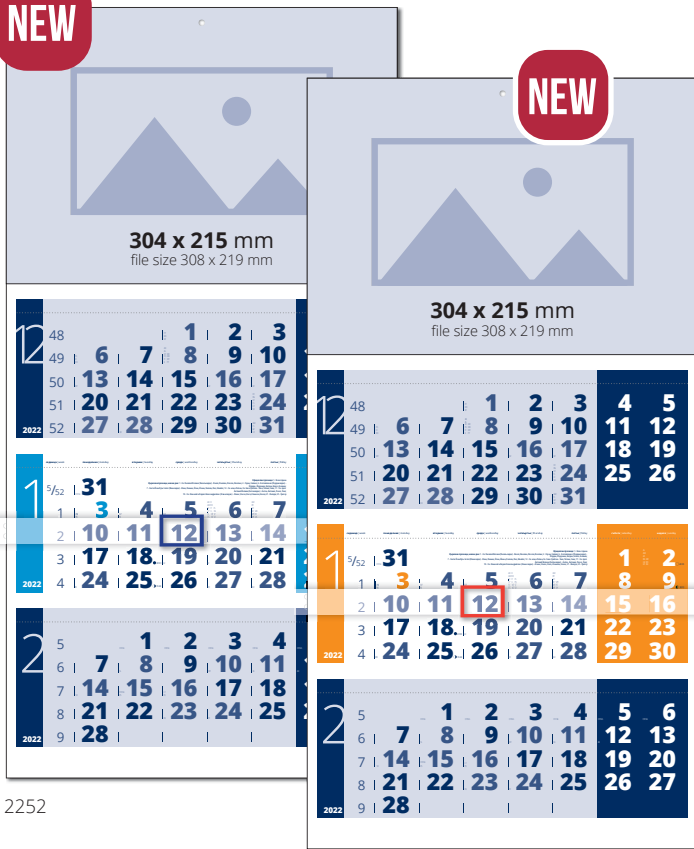 NEW
304 x 215 mm
file size 308 x 219 mm
12
48 1 2 3
49 6 7 8 9 10
50 13 14 15 16 17
51 20 21 22 23 24
2022 52 27 28 29 30 31
1
5/52 31
1 3 4 5 6 7
2 10 11 12 13 14
3 17 18 19 20 21
2022 4 24 25 26 27 28
2
5 1 2 3 4
6 7 8 9 10 11
7 14 15 16 17 18
8 21 22 23 24 25
2022 9 28
2252
NEW
304 x 215 mm
file size 308 x 219 mm
12
48 1 2 3 4 5
49 6 7 8 9 10 11 12
50 13 14 15 16 17 18 19
51 20 21 22 23 24 25 26
2022 52 27 28 29 30 31
1
5/52 31 1 2
1 3 4 5 6 7 8 9
2 10 11 12 13 14 15 16
3 17 18 19 20 21 22 23
2022 4 24 25 26 27 28 29 30
2
5 1 2 3 4 5 6
6 7 8 9 10 11 12 13
7 14 15 16 17 18 19 20
8 21 22 23 24 25 26 27
2022 9 28